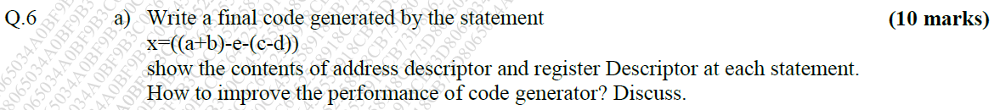 Q.6 a) Write a final code generated by the statement (10 marks)
x=((a+b)-e-(c-d))
show the contents of address descriptor and register Descriptor at each statement.
How to improve the performance of code generator? Discuss.